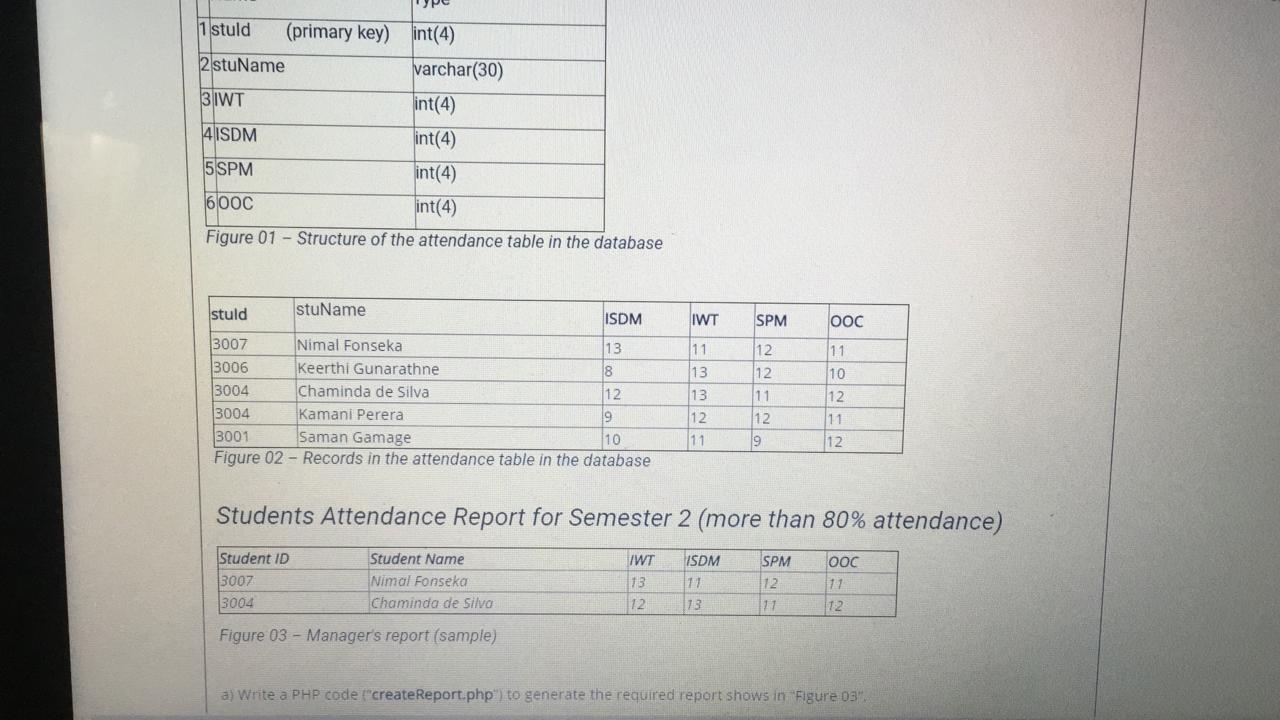 Type
1 stuId (primary key) int(4)
2 stuName varchar(30)
3 IWT int(4)
4 ISDM int(4)
5 SPM int(4)
6 OOC int(4)
Figure 01 – Structure of the attendance table in the database
stuId stuName ISDM IWT SPM OOC
3007 Nimal Fonseka 13 11 12 11
3006 Keerthi Gunarathne 8 13 12 10
3004 Chaminda de Silva 12 13 11 12
3004 Kamani Perera 9 12 12 11
3001 Saman Gamage 10 11 9 12
Figure 02 – Records in the attendance table in the database
Students Attendance Report for Semester 2 (more than 80% attendance)
Student ID Student Name IWT ISDM SPM OOC
3007 Nimal Fonseka 13 11 12 11
3004 Chaminda de Silva 12 13 11 12
Figure 03 – Manager's report (sample)
a) Write a PHP code ("createReport.php") to generate the required report shows in "Figure 03".